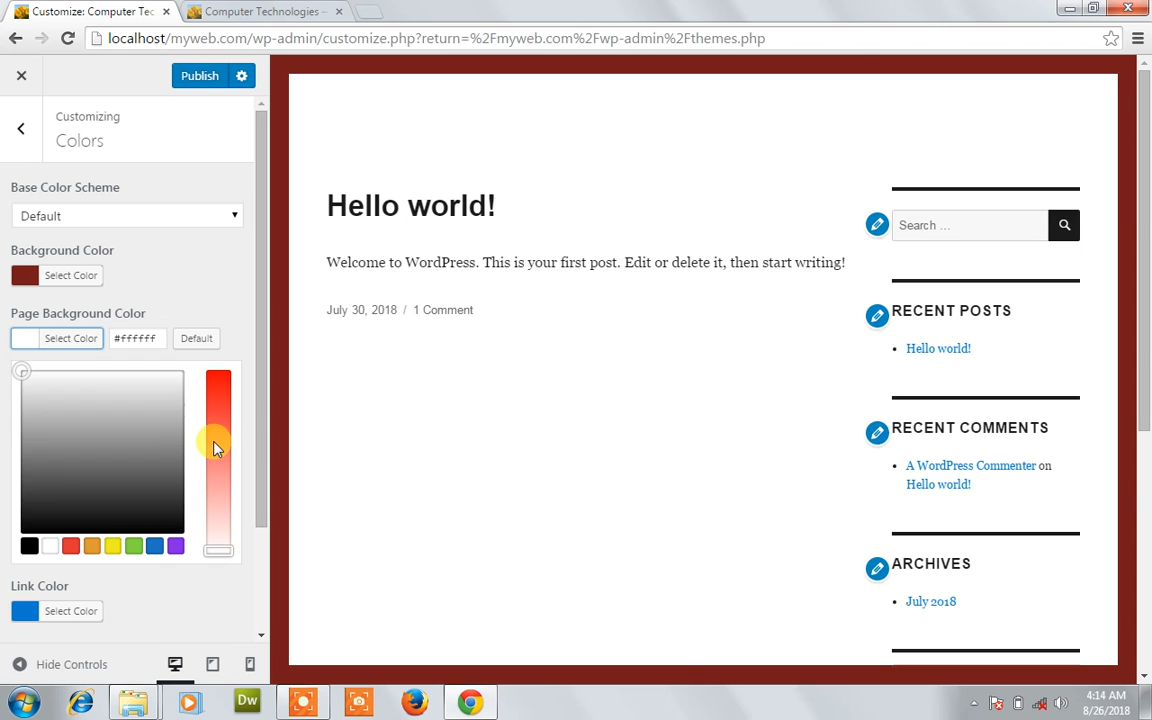 Customize: Computer Tec
Computer Technologies –
localhost/myweb.com/wp-admin/customize.php?return=%2Fmyweb.com%2Fwp-admin%2Fthemes.php
Publish
Customizing
Colors
Base Color Scheme
Default
Background Color
Select Color
Page Background Color
Select Color
#ffffff
Default
Link Color
Select Color
Hide Controls
Hello world!
Welcome to WordPress. This is your first post. Edit or delete it, then start writing!
July 30, 2018 / 1 Comment
Search …
RECENT POSTS
Hello world!
RECENT COMMENTS
A WordPress Commenter on
Hello world!
ARCHIVES
July 2018
Dw
4:14 AM
8/26/2018